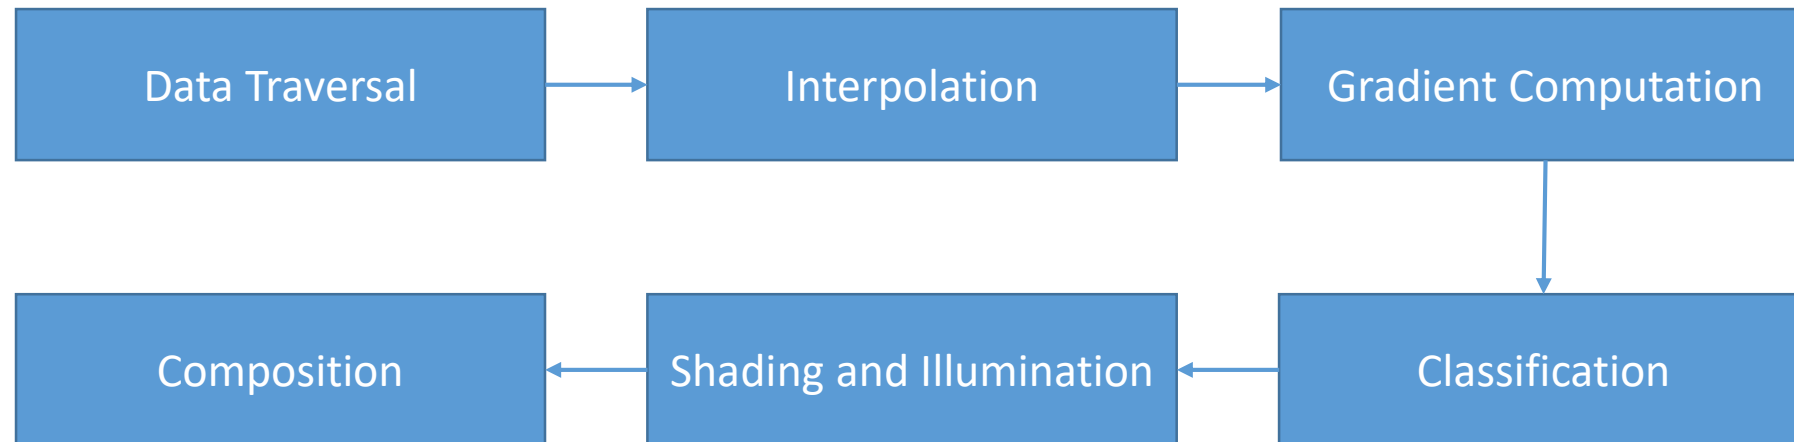 Data Traversal
Interpolation
Gradient Computation
Composition
Shading and Illumination
Classification